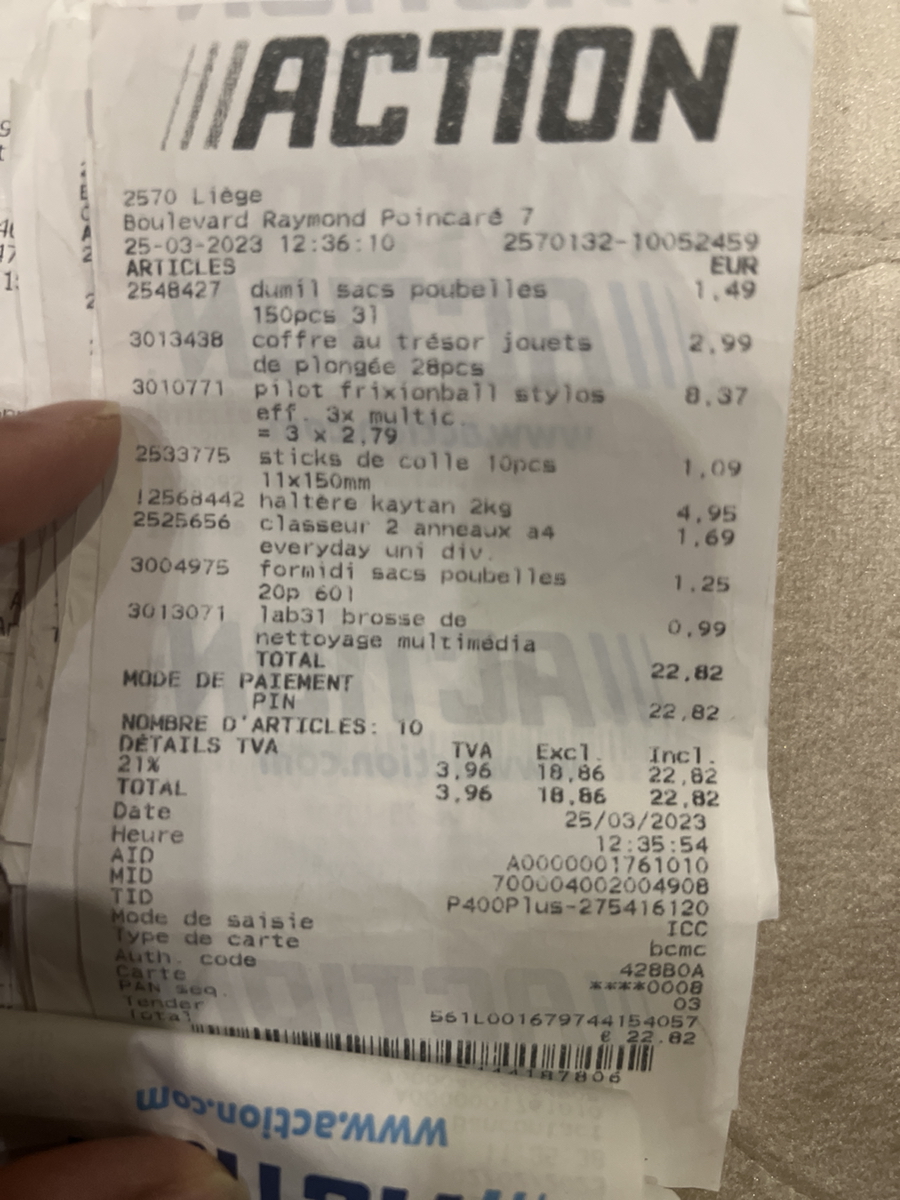 ACTION
2570 Liège
Boulevard Raymond Poincaré 7
25-03-2023 12:36:10 2570132-10052459
ARTICLES EUR
2548427 dumil sacs poubelles 1,49
150pcs 3l
3013438 coffre au trésor jouets 2,99
de plongée 28pcs
3010771 pilot frixionball stylos 8,37
eff. 3x multic.
= 3 x 2,79
2533775 sticks de colle 10pcs 1,09
11x150mm
!2568442 haltère kaytan 2kg 4,95
2525656 classeur 2 anneaux a4 1,69
everyday uni div.
3004975 formidi sacs poubelles 1,25
20p 60l
3013071 lab31 brosse de 0,99
nettoyage multimédia
TOTAL 22,82
MODE DE PAIEMENT
PIN 22,82
NOMBRE D'ARTICLES: 10
DÉTAILS TVA TVA Excl. Incl.
21% 3,96 18,86 22,82
TOTAL 3,96 18,86 22,82
Date 25/03/2023
Heure 12:35:54
AID A0000001761010
MID 700004002004908
TID P400Plus-275416120
Mode de saisie ICC
Type de carte bcmc
Auth. code 428B0A
Carte ****0008
PAN seq. 03
Tender 561L001679744154057
Total € 22.82
www.action.com